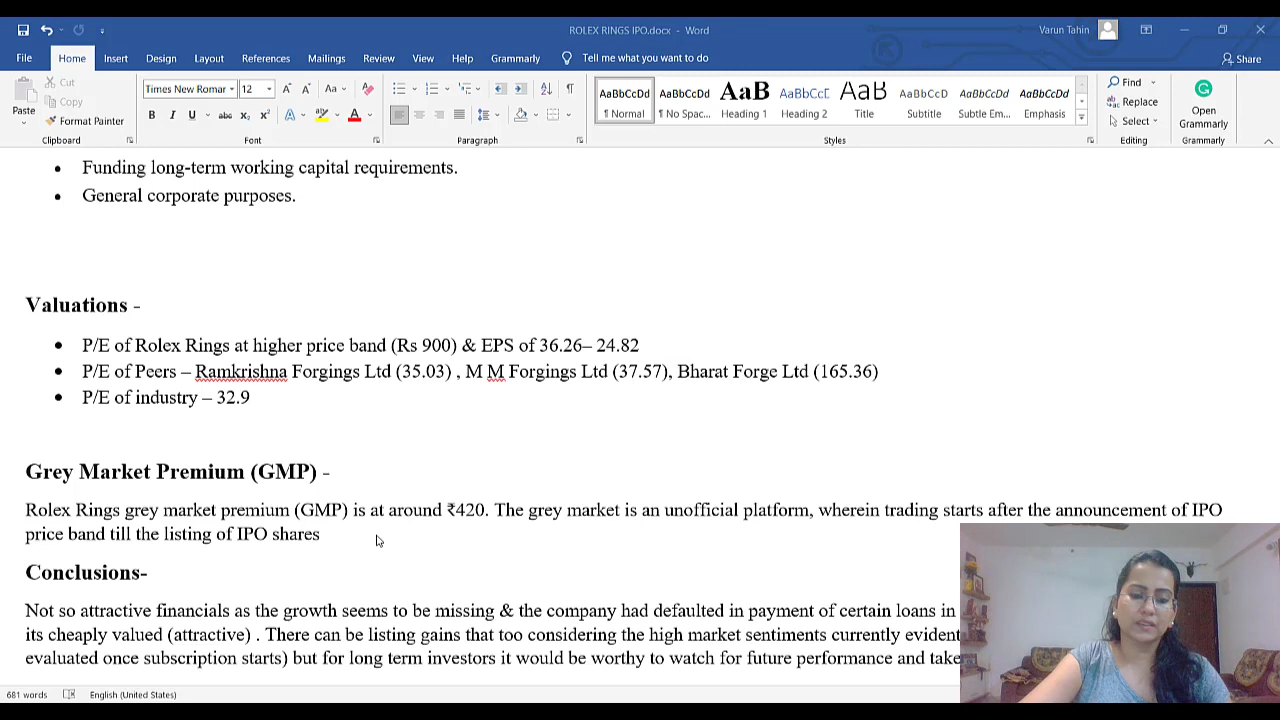 ROLEX RINGS IPO.docx - Word
Varun Tahin
File Home Insert Design Layout References Mailings Review View Help Grammarly Tell me what you want to do Share
Paste Cut Copy Format Painter Clipboard
Times New Romar 12 Font
Paragraph
AaBbCcDd ¶ Normal AaBbCcDd ¶ No Spac... AaB Heading 1 AaBbCcC Heading 2 AaB Title AaBbCcD Subtitle AaBbCcDd Subtle Em... AaBbCcDd Emphasis Styles
Find Replace Select Editing
Open Grammarly Grammarly
• Funding long-term working capital requirements.
• General corporate purposes.
Valuations -
• P/E of Rolex Rings at higher price band (Rs 900) & EPS of 36.26– 24.82
• P/E of Peers – Ramkrishna Forgings Ltd (35.03) , M M Forgings Ltd (37.57), Bharat Forge Ltd (165.36)
• P/E of industry – 32.9
Grey Market Premium (GMP) -
Rolex Rings grey market premium (GMP) is at around ₹420. The grey market is an unofficial platform, wherein trading starts after the announcement of IPO
price band till the listing of IPO shares
Conclusions-
Not so attractive financials as the growth seems to be missing & the company had defaulted in payment of certain loans in
its cheaply valued (attractive) . There can be listing gains that too considering the high market sentiments currently evident
evaluated once subscription starts) but for long term investors it would be worthy to watch for future performance and take
681 words English (United States)